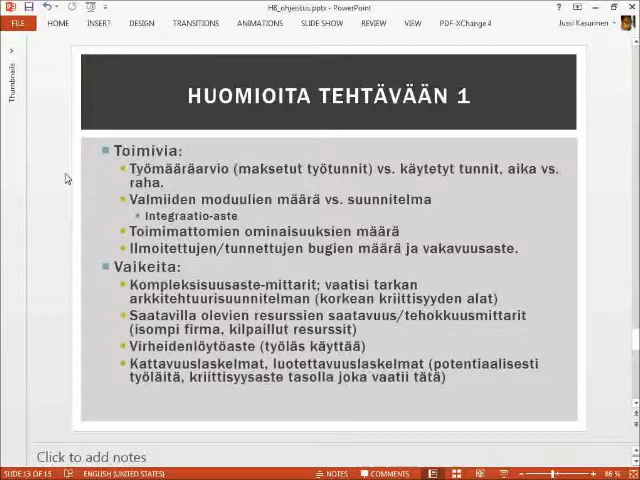 H8_ohjeistus.pptx - PowerPoint
FILE HOME INSERT DESIGN TRANSITIONS ANIMATIONS SLIDE SHOW REVIEW VIEW PDF-XChange 4 Jussi Kasurinen
Thumbnails
HUOMIOITA TEHTÄVÄÄN 1
Toimivia:
Työmääräarvio (maksetut työtunnit) vs. käytetyt tunnit, aika vs.
raha.
Valmiiden moduulien määrä vs. suunnitelma
Integraatio-aste
Toimimattomien ominaisuuksien määrä
Ilmoitettujen/tunnettujen bugien määrä ja vakavuusaste.
Vaikeita:
Kompleksisuusaste-mittarit; vaatisi tarkan
arkkitehtuurisuunnitelman (korkean kriittisyyden alat)
Saatavilla olevien resurssien saatavuus/tehokkuusmittarit
(isompi firma, kilpaillut resurssit)
Virheidenlöytöaste (työläs käyttää)
Kattavuuslaskelmat, luotettavuuslaskelmat (potentiaalisesti
työläitä, kriittisyysaste tasolla joka vaatii tätä)
Click to add notes
SLIDE 13 OF 15 ENGLISH (UNITED STATES) NOTES COMMENTS 86 %